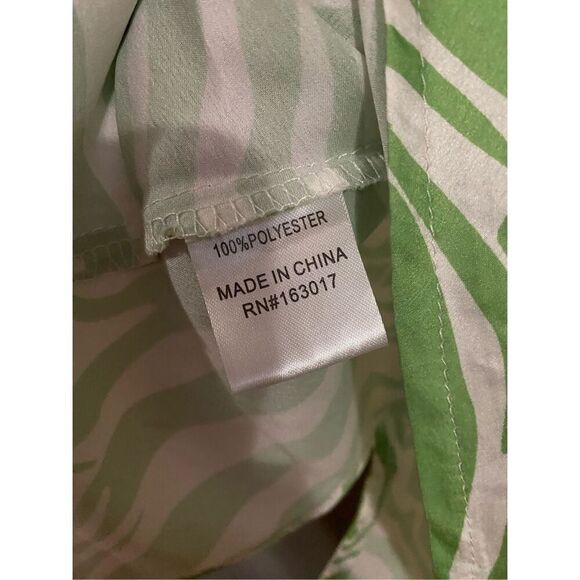 100%POLYESTER
MADE IN CHINA
RN#163017